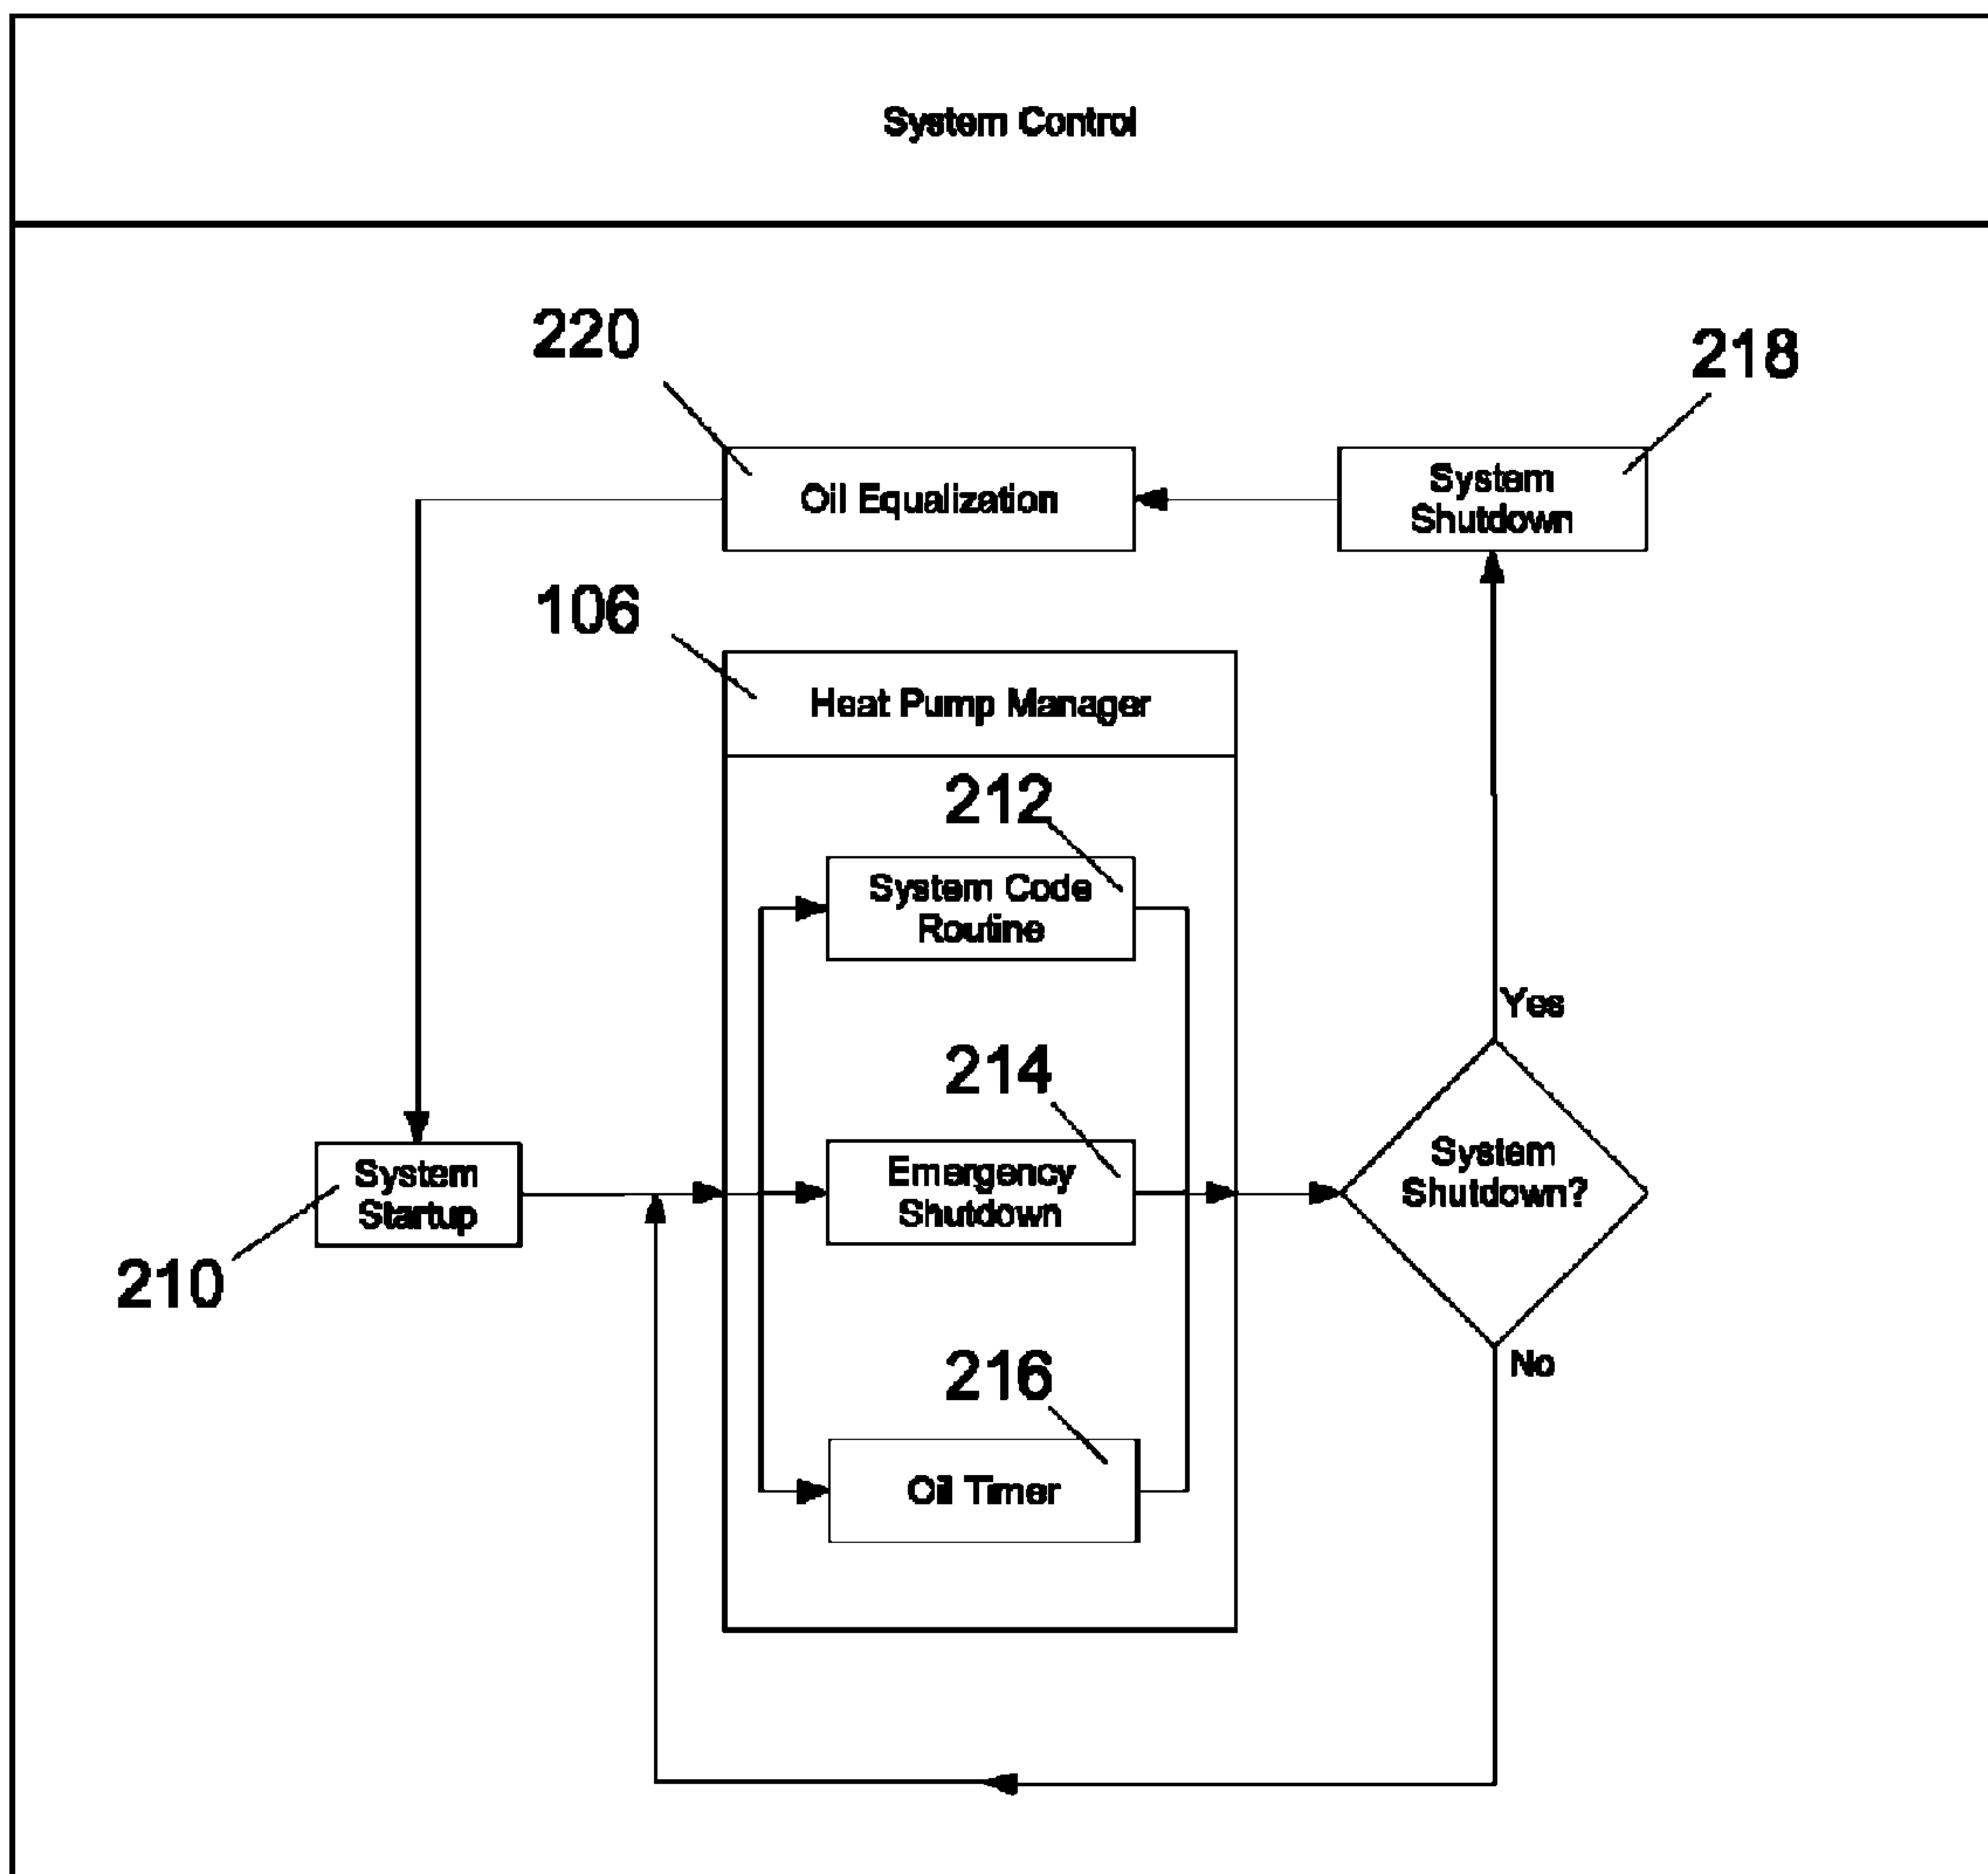 System Control
220
218
Oil Equalization
System
Shutdown
106
Heat Pump Manager
212
System Code
Routine
Yes
214
System
Startup
Emergency
Shutdown
System
Shutdown?
210
216
No
Oil Timer